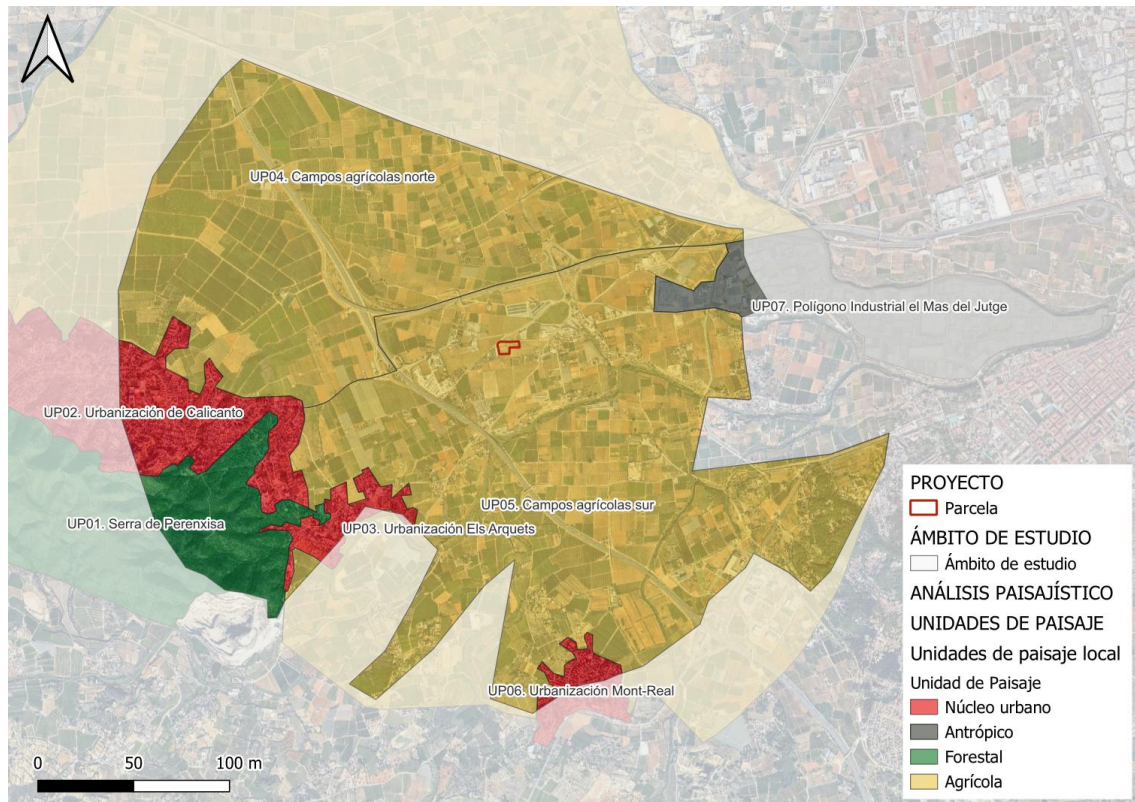 UP04. Campos agrícolas norte
UP07. Polígono Industrial el Mas del Jutge
UP02. Urbanización de Calicanto
UP05. Campos agrícolas sur
UP01. Serra de Perenxisa
UP03. Urbanización Els Arquets
UP06. Urbanización Mont-Real
0 50 100 m
PROYECTO
Parcela
ÁMBITO DE ESTUDIO
Ámbito de estudio
ANÁLISIS PAISAJÍSTICO
UNIDADES DE PAISAJE
Unidades de paisaje local
Unidad de Paisaje
Núcleo urbano
Antrópico
Forestal
Agrícola